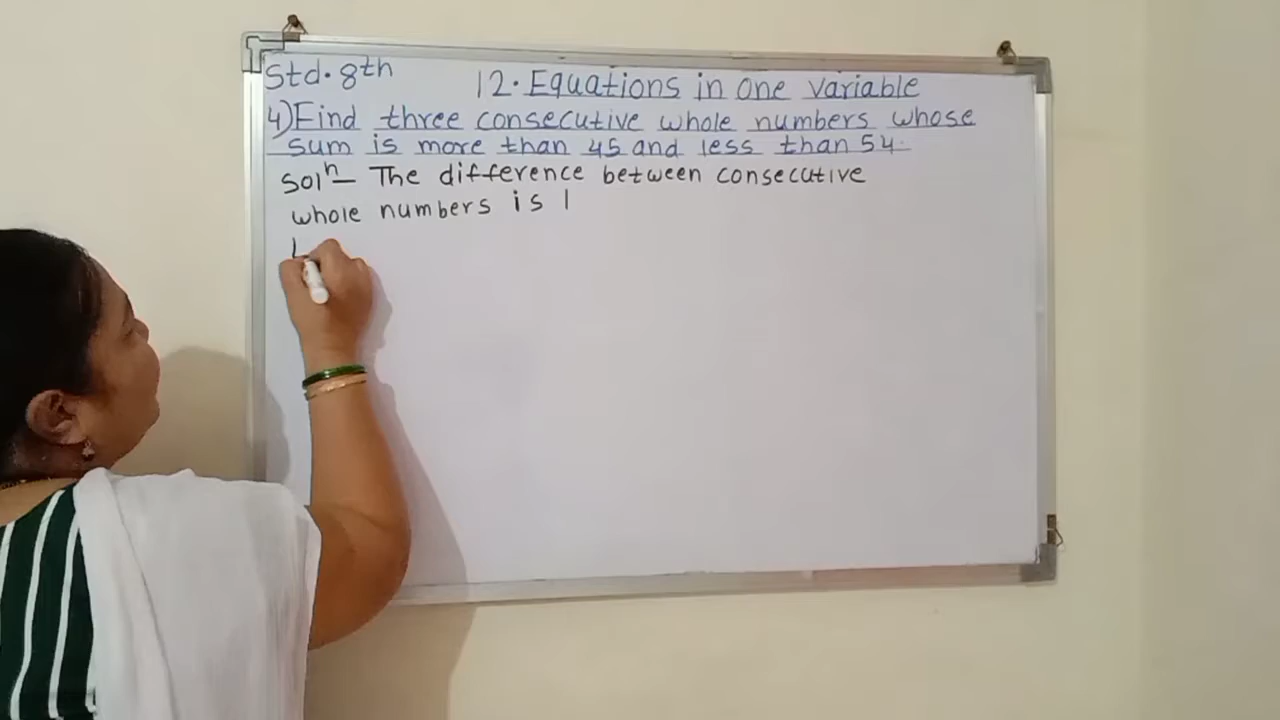 Std. 8th
12. Equations in one variable
4) Find three consecutive whole numbers whose
sum is more than 45 and less than 54.
Solⁿ— The difference between consecutive
whole numbers is 1
L